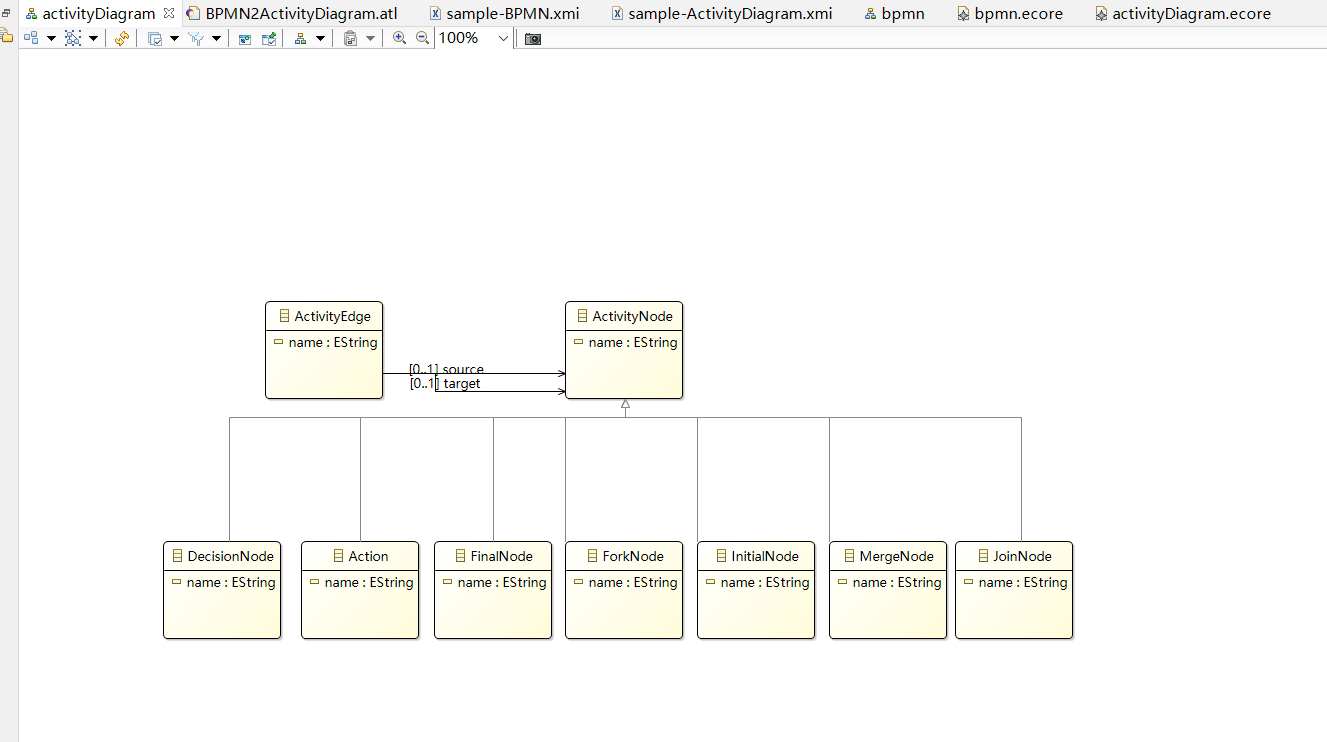 activityDiagram BPMN2ActivityDiagram.atl sample-BPMN.xmi sample-ActivityDiagram.xmi bpmn bpmn.ecore activityDiagram.ecore
100%
ActivityEdge ActivityNode
name : EString name : EString
[0..1] source
[0..1] target
DecisionNode Action FinalNode ForkNode InitialNode MergeNode JoinNode
name : EString name : EString name : EString name : EString name : EString name : EString name : EString